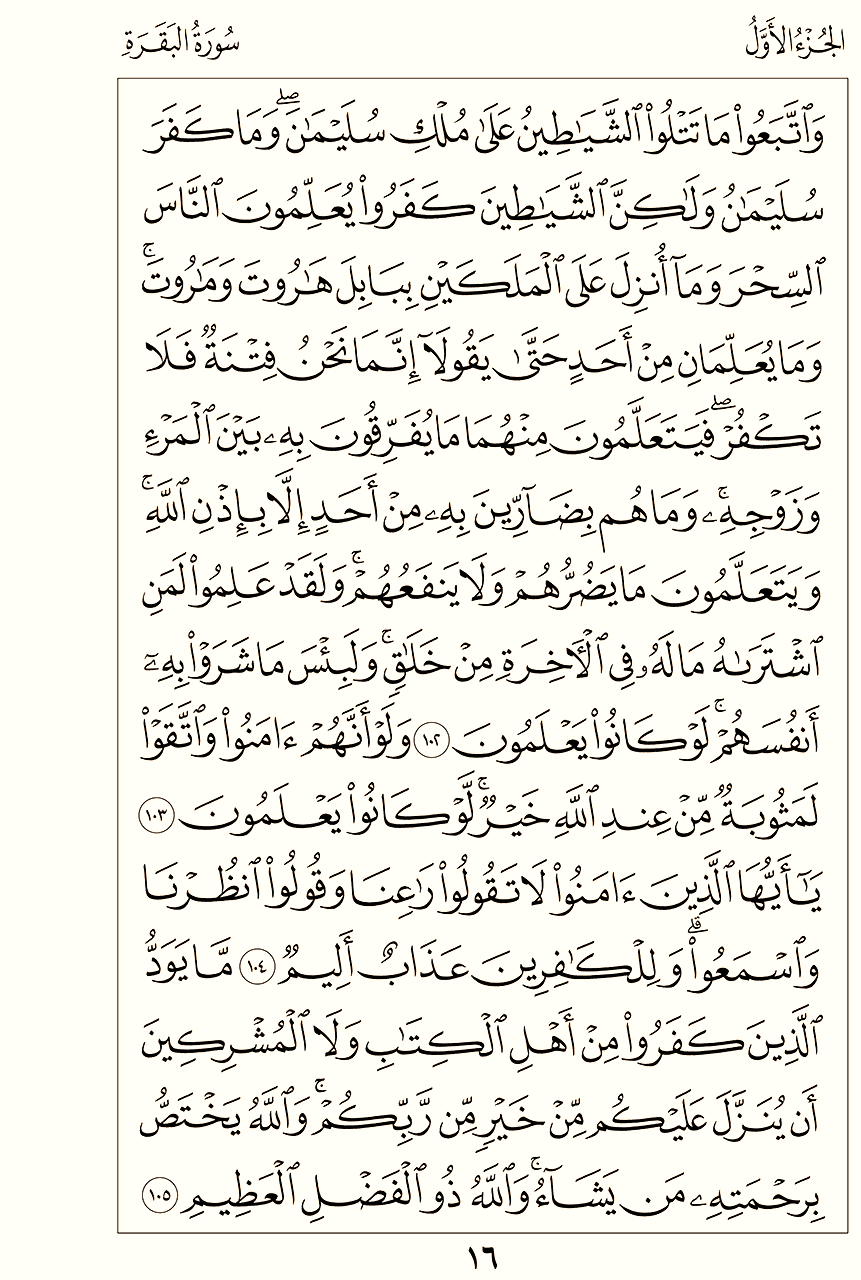 الجُزْءُ الأَوَّلُ
سُورَةُ البَقَرَةِ
وَٱتَّبَعُوا۟ مَا تَتْلُوا۟ ٱلشَّيَـٰطِينُ عَلَىٰ مُلْكِ سُلَيْمَـٰنَ ۖ وَمَا كَفَرَ
سُلَيْمَـٰنُ وَلَـٰكِنَّ ٱلشَّيَـٰطِينَ كَفَرُوا۟ يُعَلِّمُونَ ٱلنَّاسَ
ٱلسِّحْرَ وَمَآ أُنزِلَ عَلَى ٱلْمَلَكَيْنِ بِبَابِلَ هَـٰرُوتَ وَمَـٰرُوتَ ۚ
وَمَا يُعَلِّمَانِ مِنْ أَحَدٍ حَتَّىٰ يَقُولَآ إِنَّمَا نَحْنُ فِتْنَةٌ فَلَا
تَكْفُرْ ۖ فَيَتَعَلَّمُونَ مِنْهُمَا مَا يُفَرِّقُونَ بِهِۦ بَيْنَ ٱلْمَرْءِ
وَزَوْجِهِۦ ۚ وَمَا هُم بِضَآرِّينَ بِهِۦ مِنْ أَحَدٍ إِلَّا بِإِذْنِ ٱللَّهِ ۚ
وَيَتَعَلَّمُونَ مَا يَضُرُّهُمْ وَلَا يَنفَعُهُمْ ۚ وَلَقَدْ عَلِمُوا۟ لَمَنِ
ٱشْتَرَىٰهُ مَا لَهُۥ فِى ٱلْـَٔاخِرَةِ مِنْ خَلَـٰقٍ ۚ وَلَبِئْسَ مَا شَرَوْا۟ بِهِۦٓ
أَنفُسَهُمْ ۚ لَوْ كَانُوا۟ يَعْلَمُونَ ١٠٢ وَلَوْ أَنَّهُمْ ءَامَنُوا۟ وَٱتَّقَوْا۟
لَمَثُوبَةٌ مِّنْ عِندِ ٱللَّهِ خَيْرٌ ۚ لَّوْ كَانُوا۟ يَعْلَمُونَ ١٠٣
يَـٰٓأَيُّهَا ٱلَّذِينَ ءَامَنُوا۟ لَا تَقُولُوا۟ رَٰعِنَا وَقُولُوا۟ ٱنظُرْنَا
وَٱسْمَعُوا۟ ۗ وَلِلْكَـٰفِرِينَ عَذَابٌ أَلِيمٌ ١٠٤ مَّا يَوَدُّ
ٱلَّذِينَ كَفَرُوا۟ مِنْ أَهْلِ ٱلْكِتَـٰبِ وَلَا ٱلْمُشْرِكِينَ
أَن يُنَزَّلَ عَلَيْكُم مِّنْ خَيْرٍ مِّن رَّبِّكُمْ ۚ وَٱللَّهُ يَخْتَصُّ
بِرَحْمَتِهِۦ مَن يَشَآءُ ۚ وَٱللَّهُ ذُو ٱلْفَضْلِ ٱلْعَظِيمِ ١٠٥
١٦